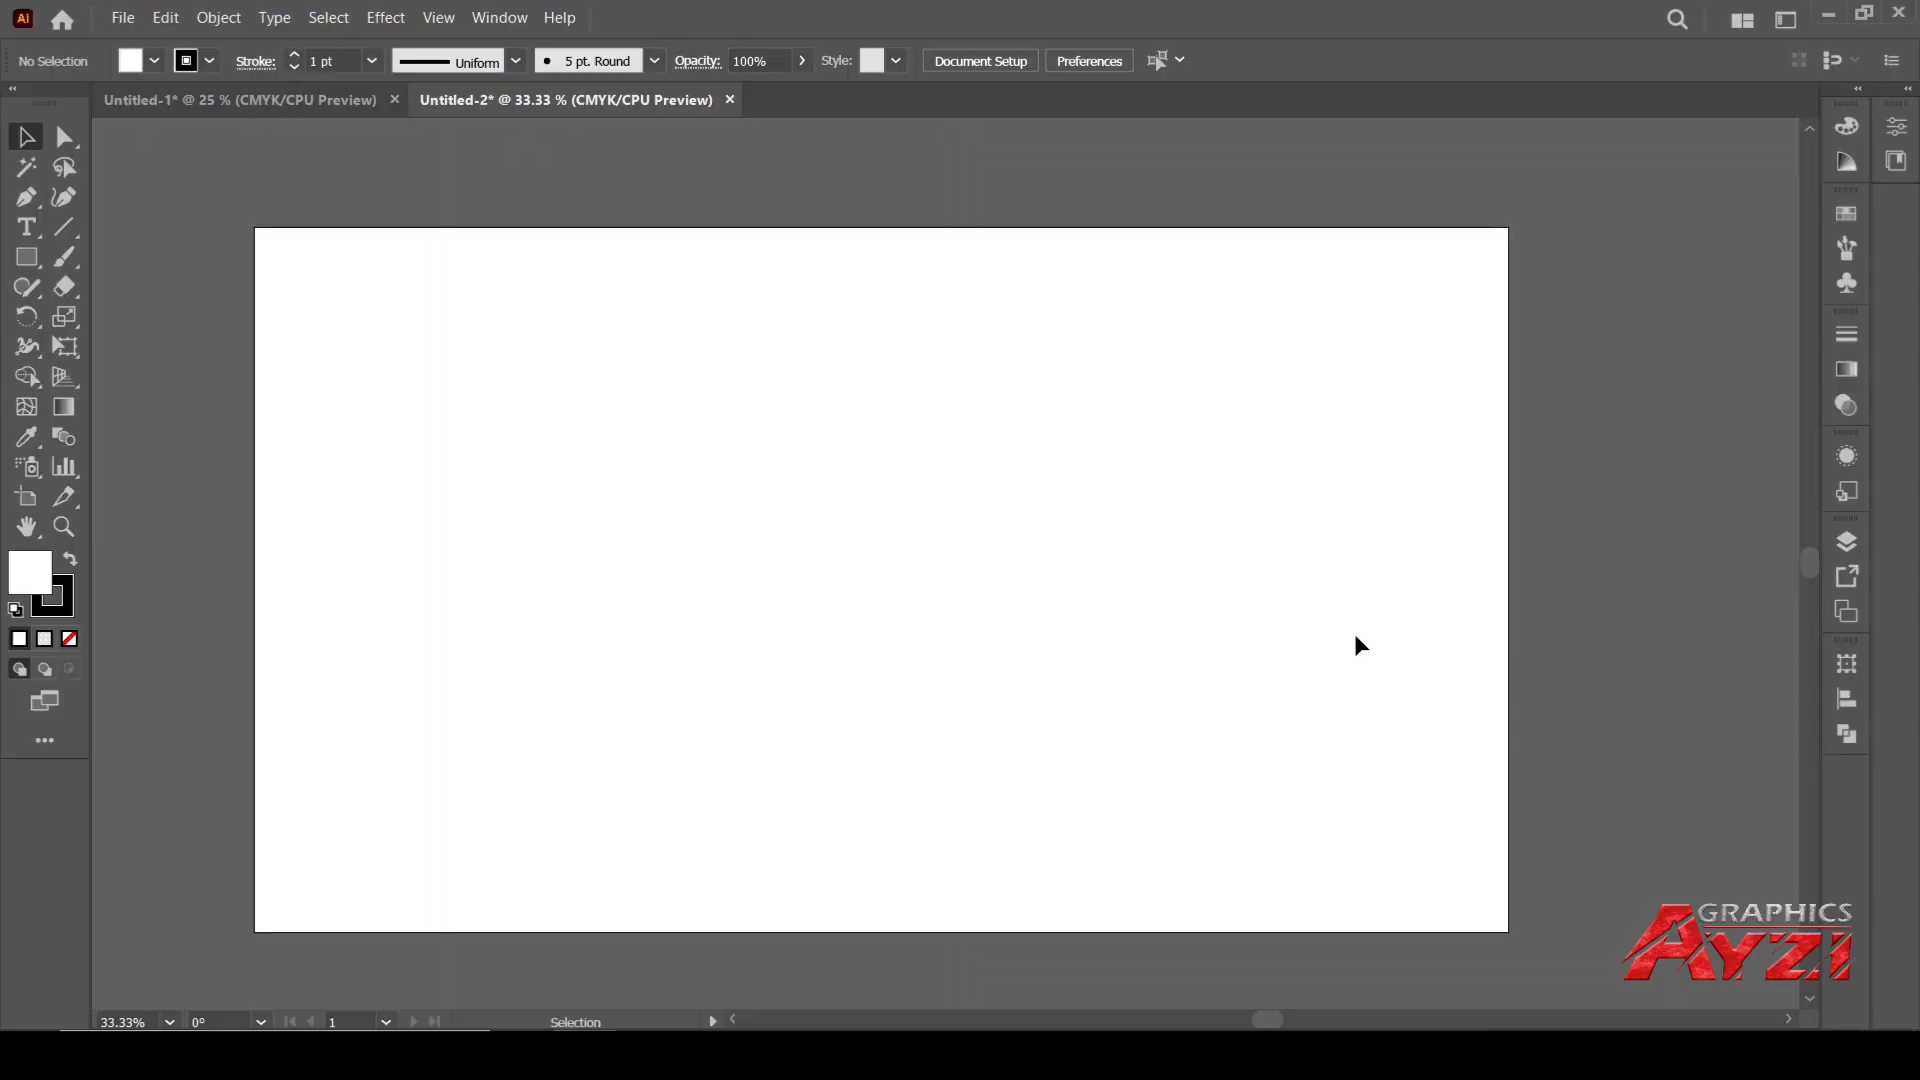 Ai File Edit Object Type Select Effect View Window Help
No Selection Stroke: 1 pt Uniform 5 pt. Round Opacity: 100% Style: Document Setup Preferences
Untitled-1* @ 25 % (CMYK/CPU Preview) Untitled-2* @ 33.33 % (CMYK/CPU Preview)
GRAPHICS
AYZI
33.33% 0° 1 Selection